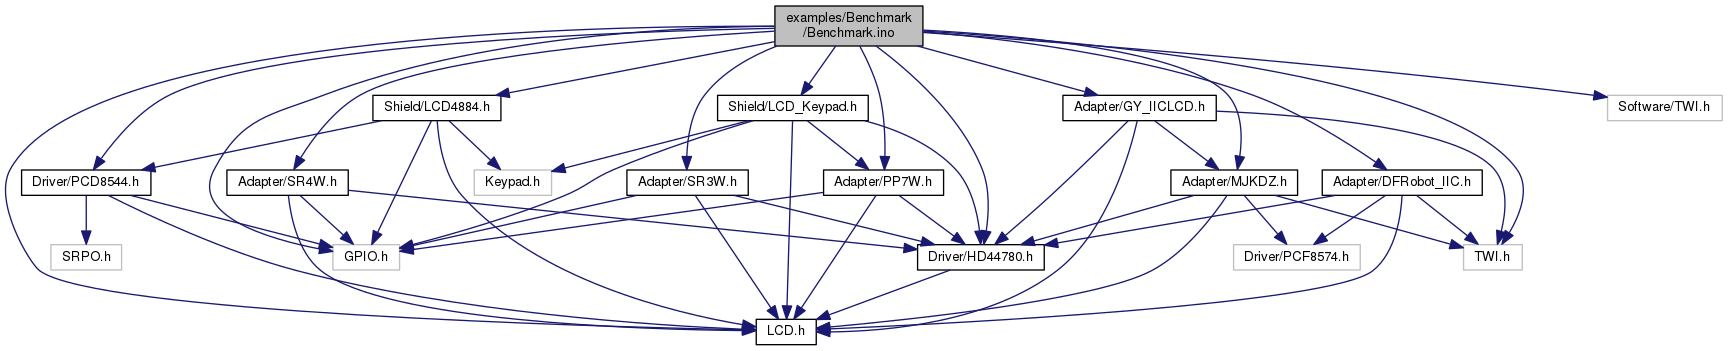 examples/Benchmark
/Benchmark.ino
Shield/LCD4884.h
Shield/LCD_Keypad.h
Adapter/GY_IICLCD.h
Software/TWI.h
Driver/PCD8544.h
Adapter/SR4W.h
Keypad.h
Adapter/SR3W.h
Adapter/PP7W.h
Adapter/MJKDZ.h
Adapter/DFRobot_IIC.h
SRPO.h
GPIO.h
Driver/HD44780.h
Driver/PCF8574.h
TWI.h
LCD.h